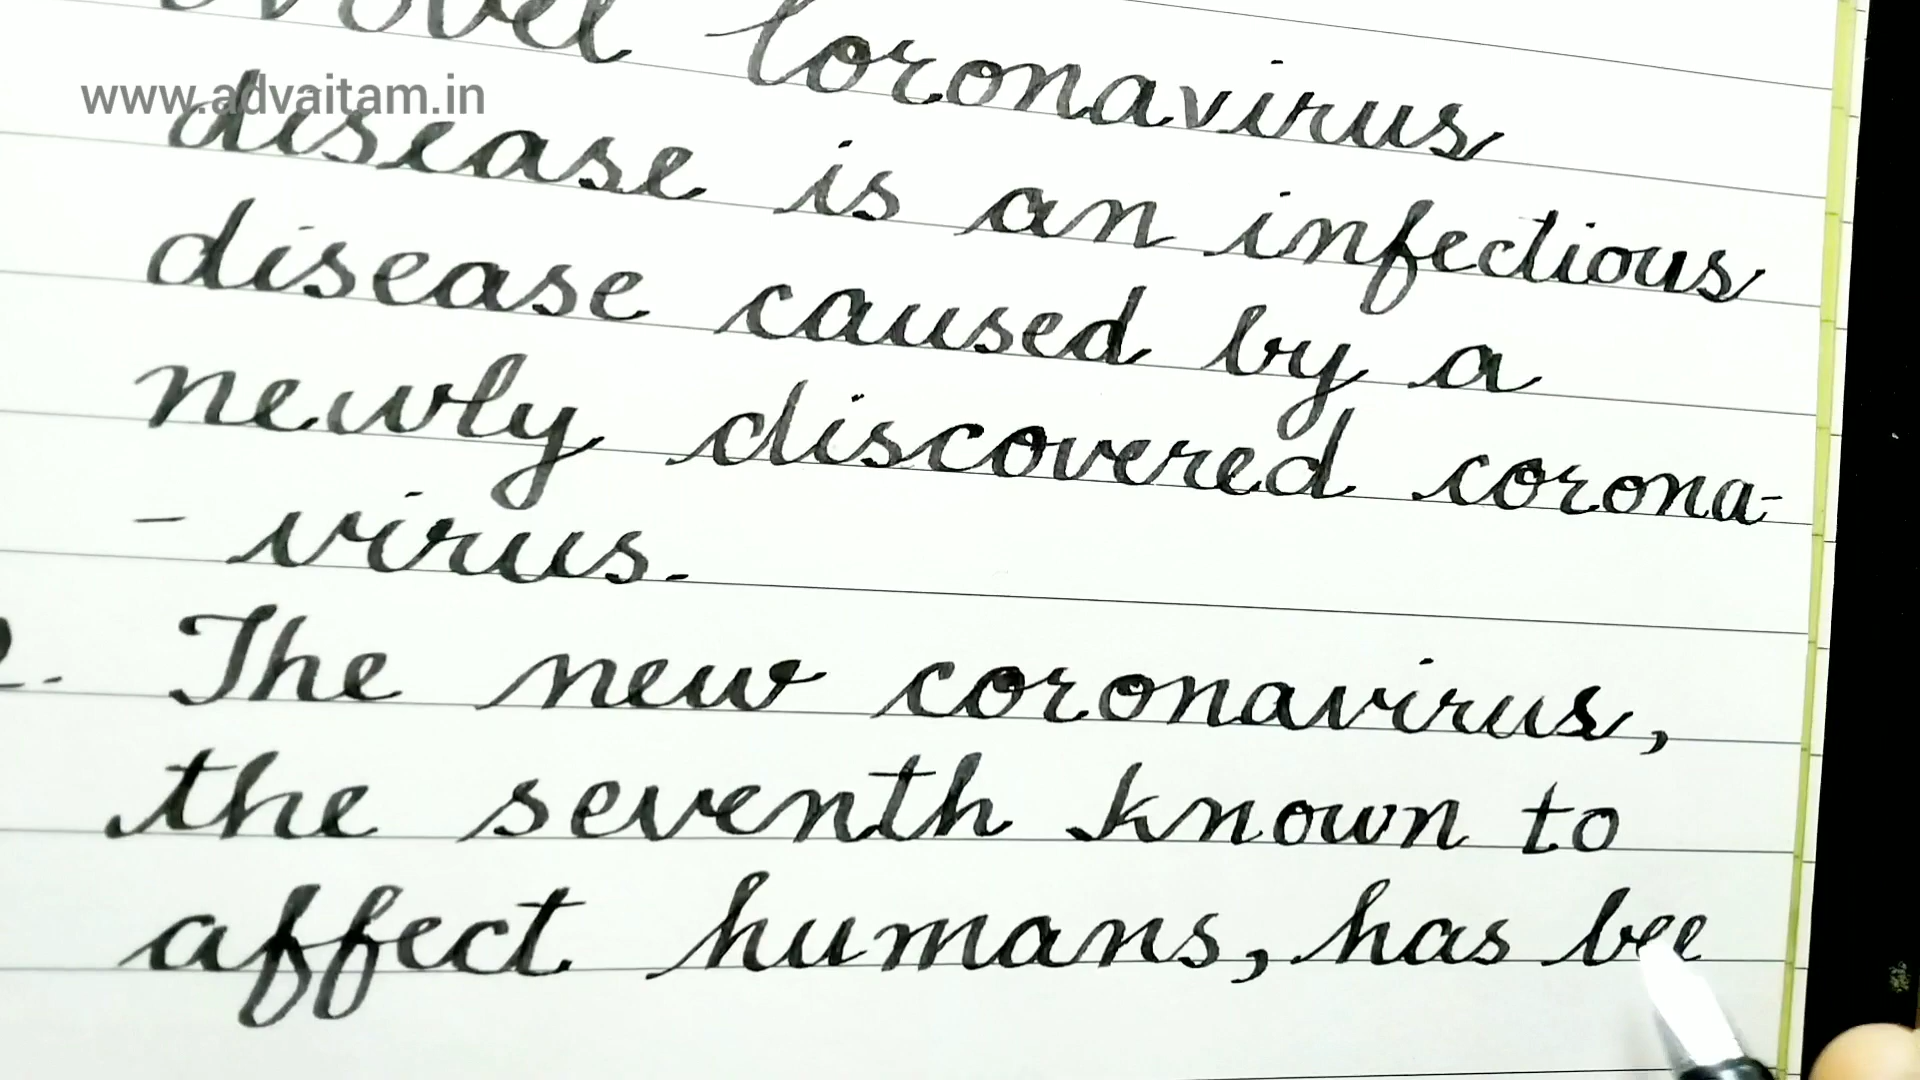 Novel Coronavirus
www.advaitam.in
disease is an infectious
disease caused by a
newly discovered corona-
- virus.
2. The new coronavirus,
the seventh known to
affect humans, has bee